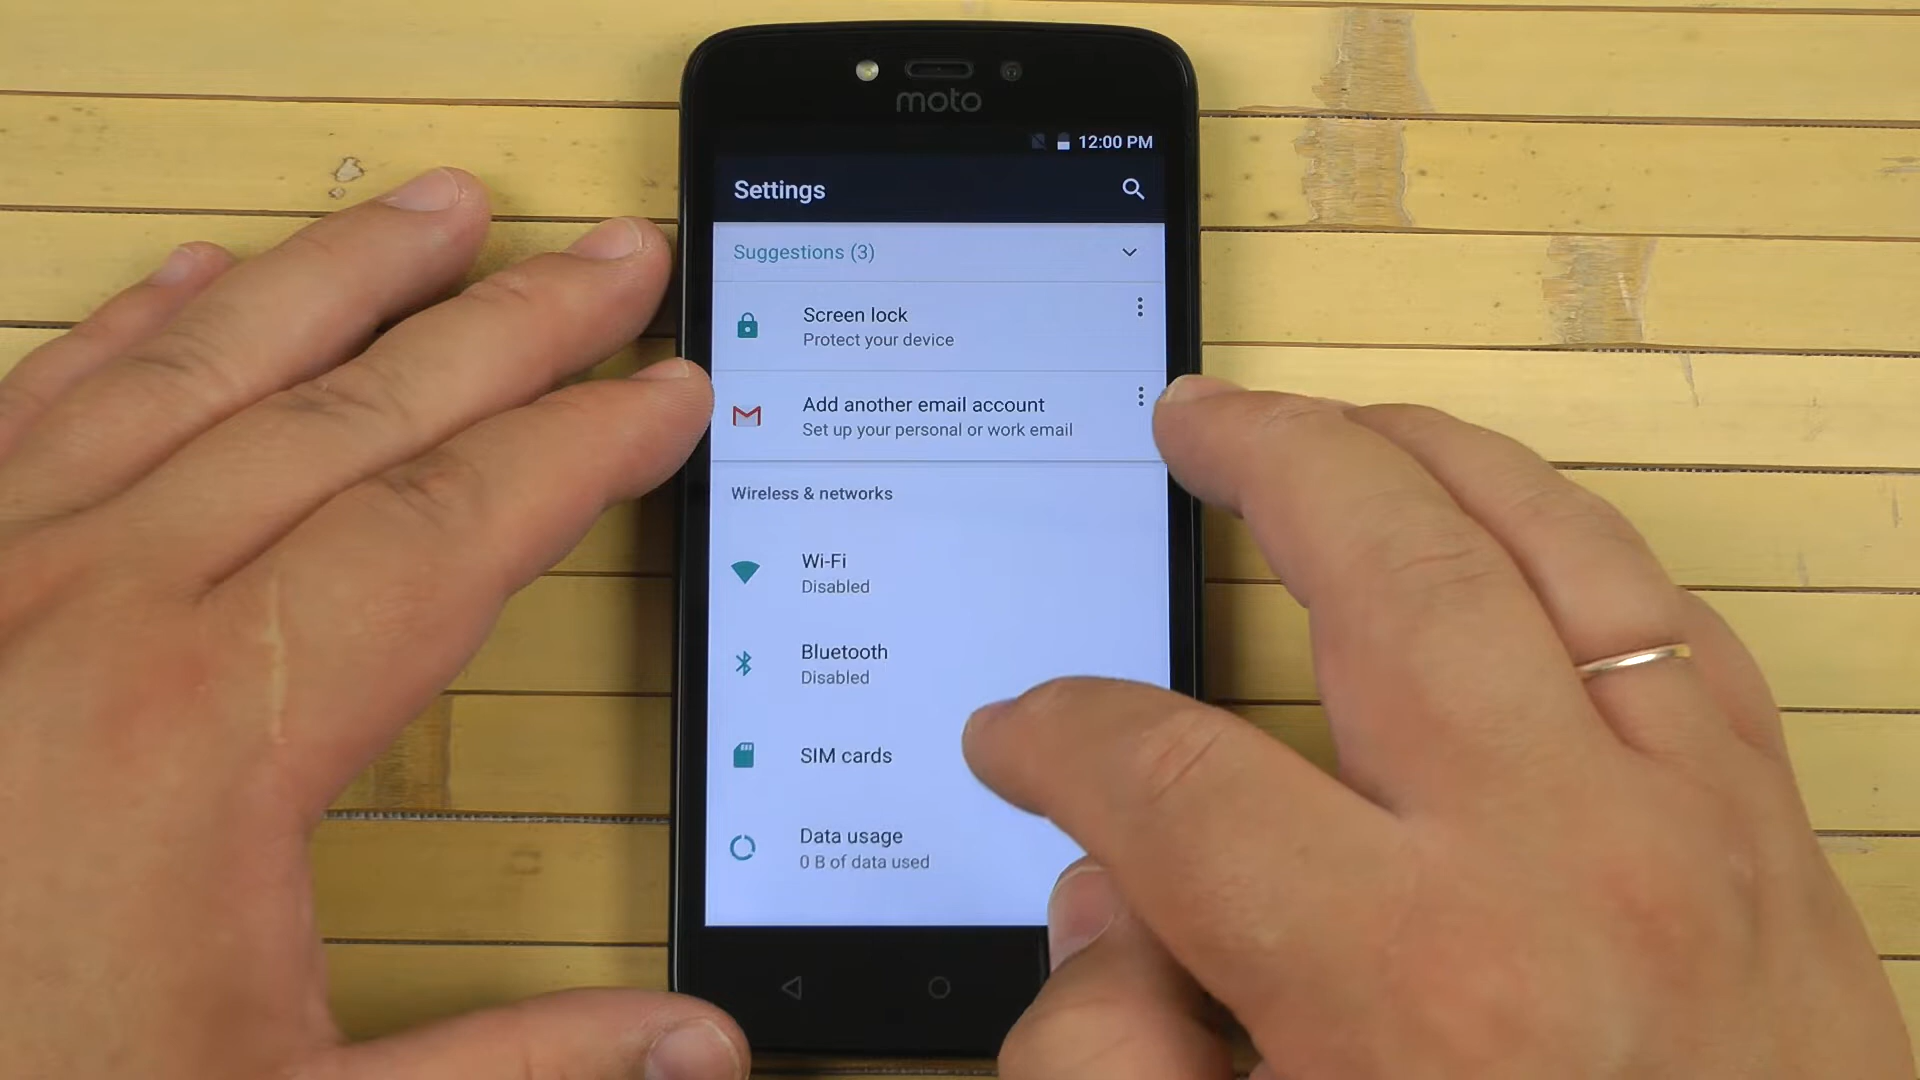 moto
12:00 PM
Settings
Suggestions (3)
Screen lock
Protect your device
Add another email account
Set up your personal or work email
Wireless & networks
Wi-Fi
Disabled
Bluetooth
Disabled
SIM cards
Data usage
0 B of data used